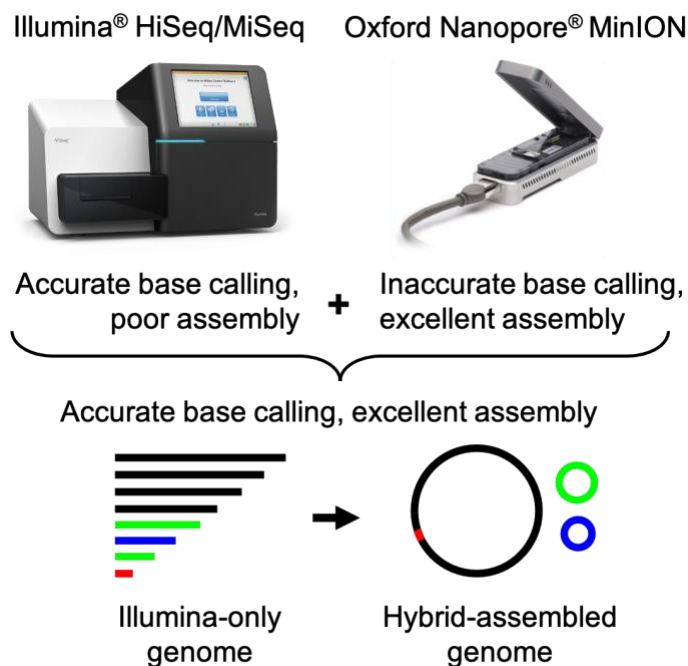 Illumina® HiSeq/MiSeq
Oxford Nanopore® MinION
Accurate base calling,
poor assembly
+
Inaccurate base calling,
excellent assembly
Accurate base calling, excellent assembly
Illumina-only
genome
Hybrid-assembled
genome